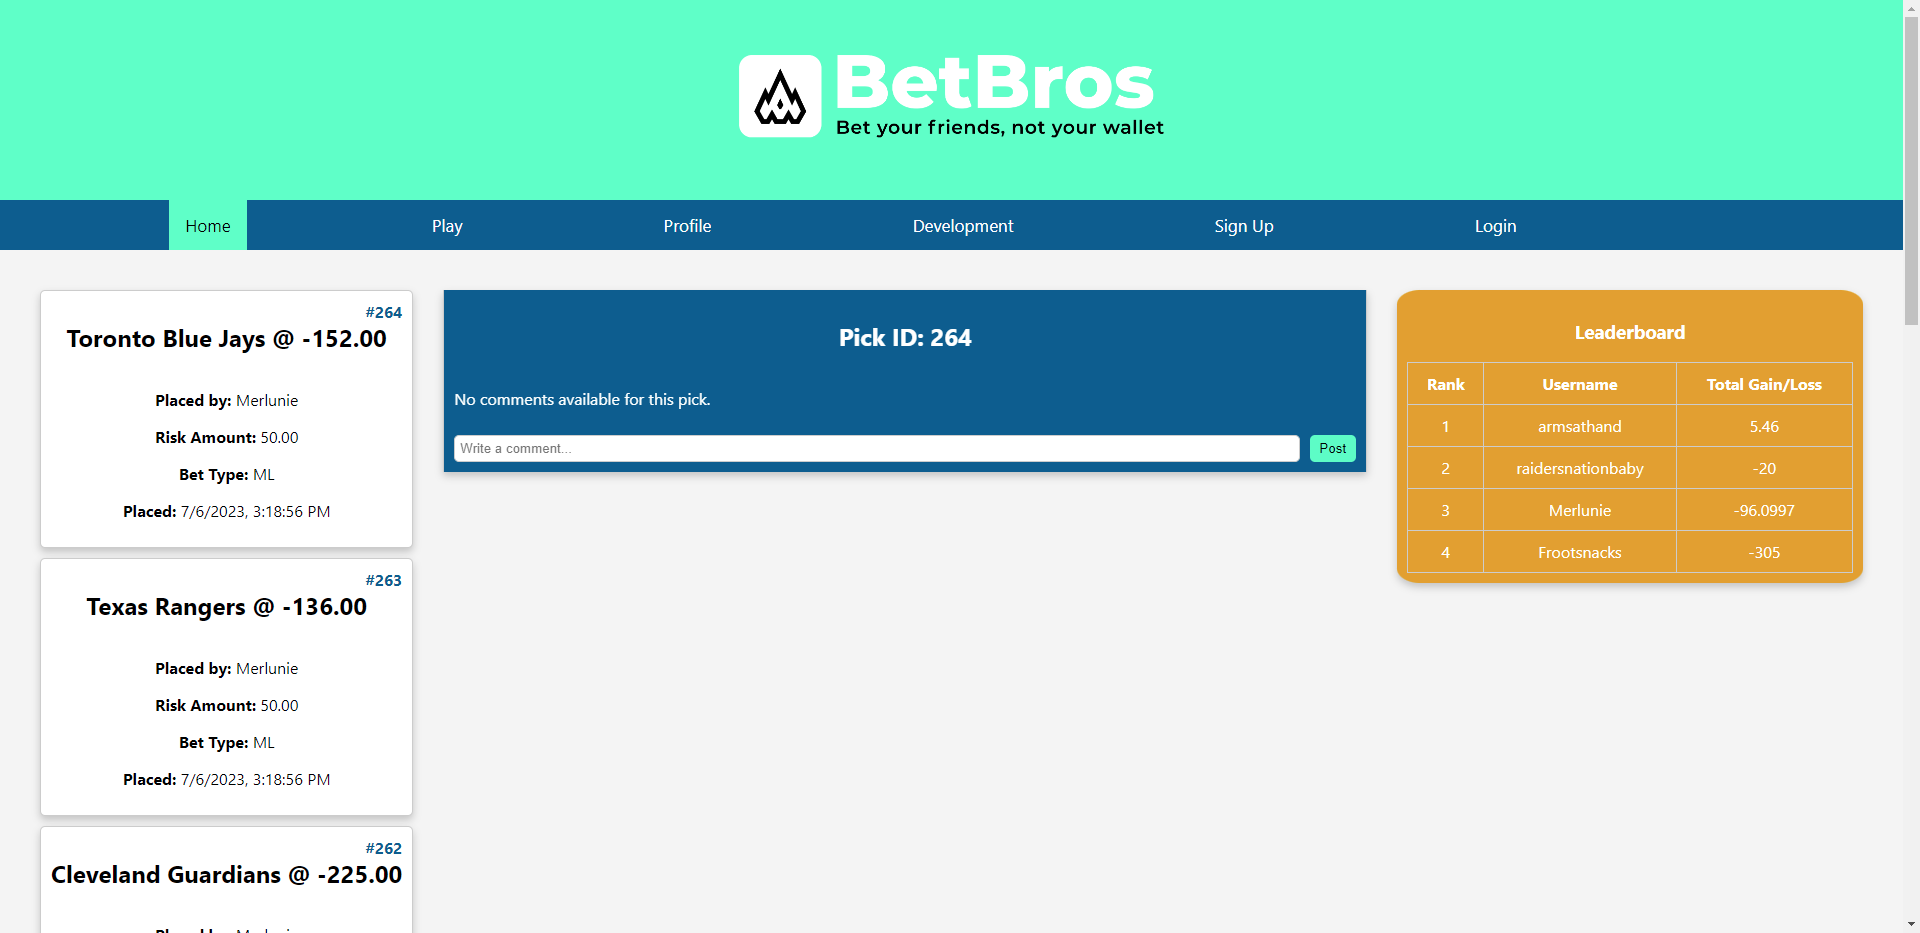 BetBros
Bet your friends, not your wallet
Home
Play
Profile
Development
Sign Up
Login
#264
Toronto Blue Jays @ -152.00
Placed by: Merlunie
Risk Amount: 50.00
Bet Type: ML
Placed: 7/6/2023, 3:18:56 PM
#263
Texas Rangers @ -136.00
Placed by: Merlunie
Risk Amount: 50.00
Bet Type: ML
Placed: 7/6/2023, 3:18:56 PM
#262
Cleveland Guardians @ -225.00
Pick ID: 264
No comments available for this pick.
Write a comment...
Post
Leaderboard
Rank Username Total Gain/Loss
1 armsathand 5.46
2 raidersnationbaby -20
3 Merlunie -96.0997
4 Frootsnacks -305